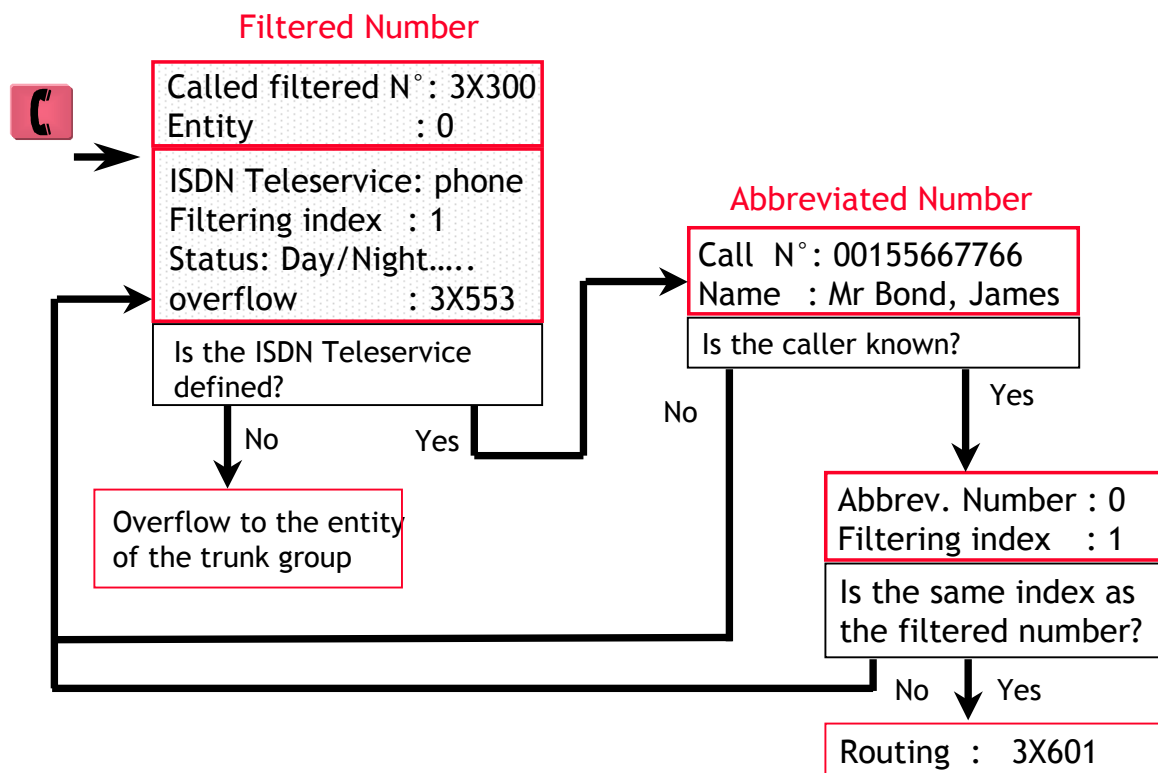 Filtered Number
Called filtered N°: 3X300
Entity : 0
ISDN Teleservice: phone
Filtering index : 1
Status: Day/Night…..
overflow : 3X553
Is the ISDN Teleservice
defined?
No
Yes
Overflow to the entity
of the trunk group
Abbreviated Number
Call N°: 00155667766
Name : Mr Bond, James
Is the caller known?
No
Yes
Abbrev. Number : 0
Filtering index : 1
Is the same index as
the filtered number?
No
Yes
Routing : 3X601